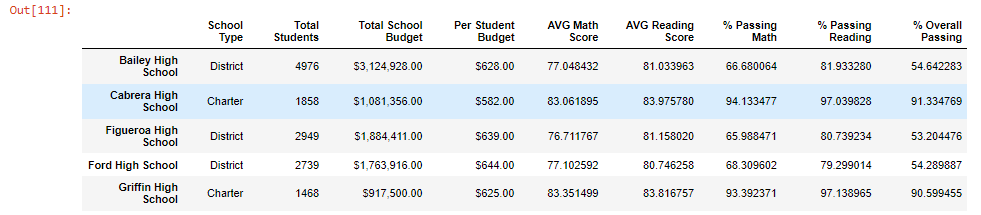 Out[111]:
School Type Total Students Total School Budget Per Student Budget AVG Math Score AVG Reading Score % Passing Math % Passing Reading % Overall Passing
Bailey High School District 4976 $3,124,928.00 $628.00 77.048432 81.033963 66.680064 81.933280 54.642283
Cabrera High School Charter 1858 $1,081,356.00 $582.00 83.061895 83.975780 94.133477 97.039828 91.334769
Figueroa High School District 2949 $1,884,411.00 $639.00 76.711767 81.158020 65.988471 80.739234 53.204476
Ford High School District 2739 $1,763,916.00 $644.00 77.102592 80.746258 68.309602 79.299014 54.289887
Griffin High School Charter 1468 $917,500.00 $625.00 83.351499 83.816757 93.392371 97.138965 90.599455